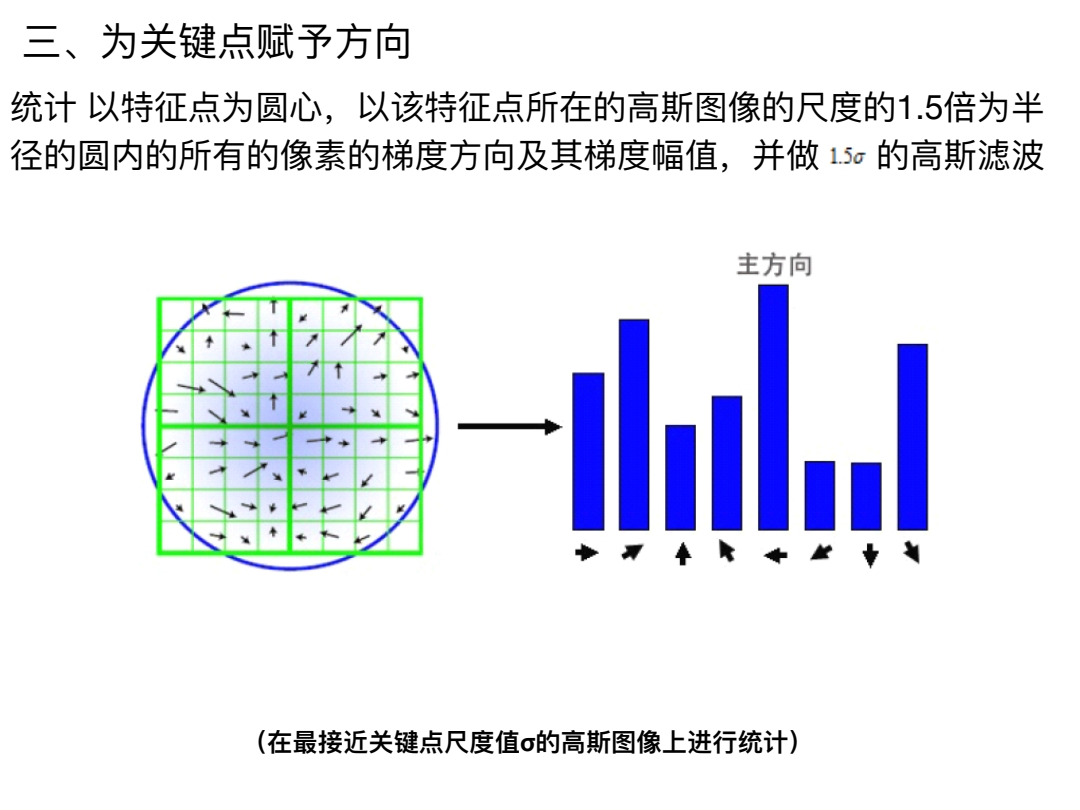 三、为关键点赋予方向
统计 以特征点为圆心，以该特征点所在的高斯图像的尺度的1.5倍为半
径的圆内的所有的像素的梯度方向及其梯度幅值，并做 1.5σ 的高斯滤波
主方向
（在最接近关键点尺度值σ的高斯图像上进行统计）